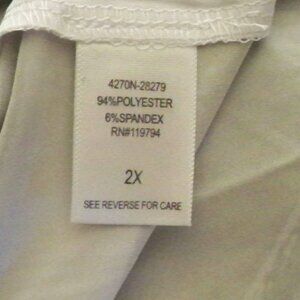 4270N-28279
94%POLYESTER
6%SPANDEX
RN#119794
2X
SEE REVERSE FOR CARE